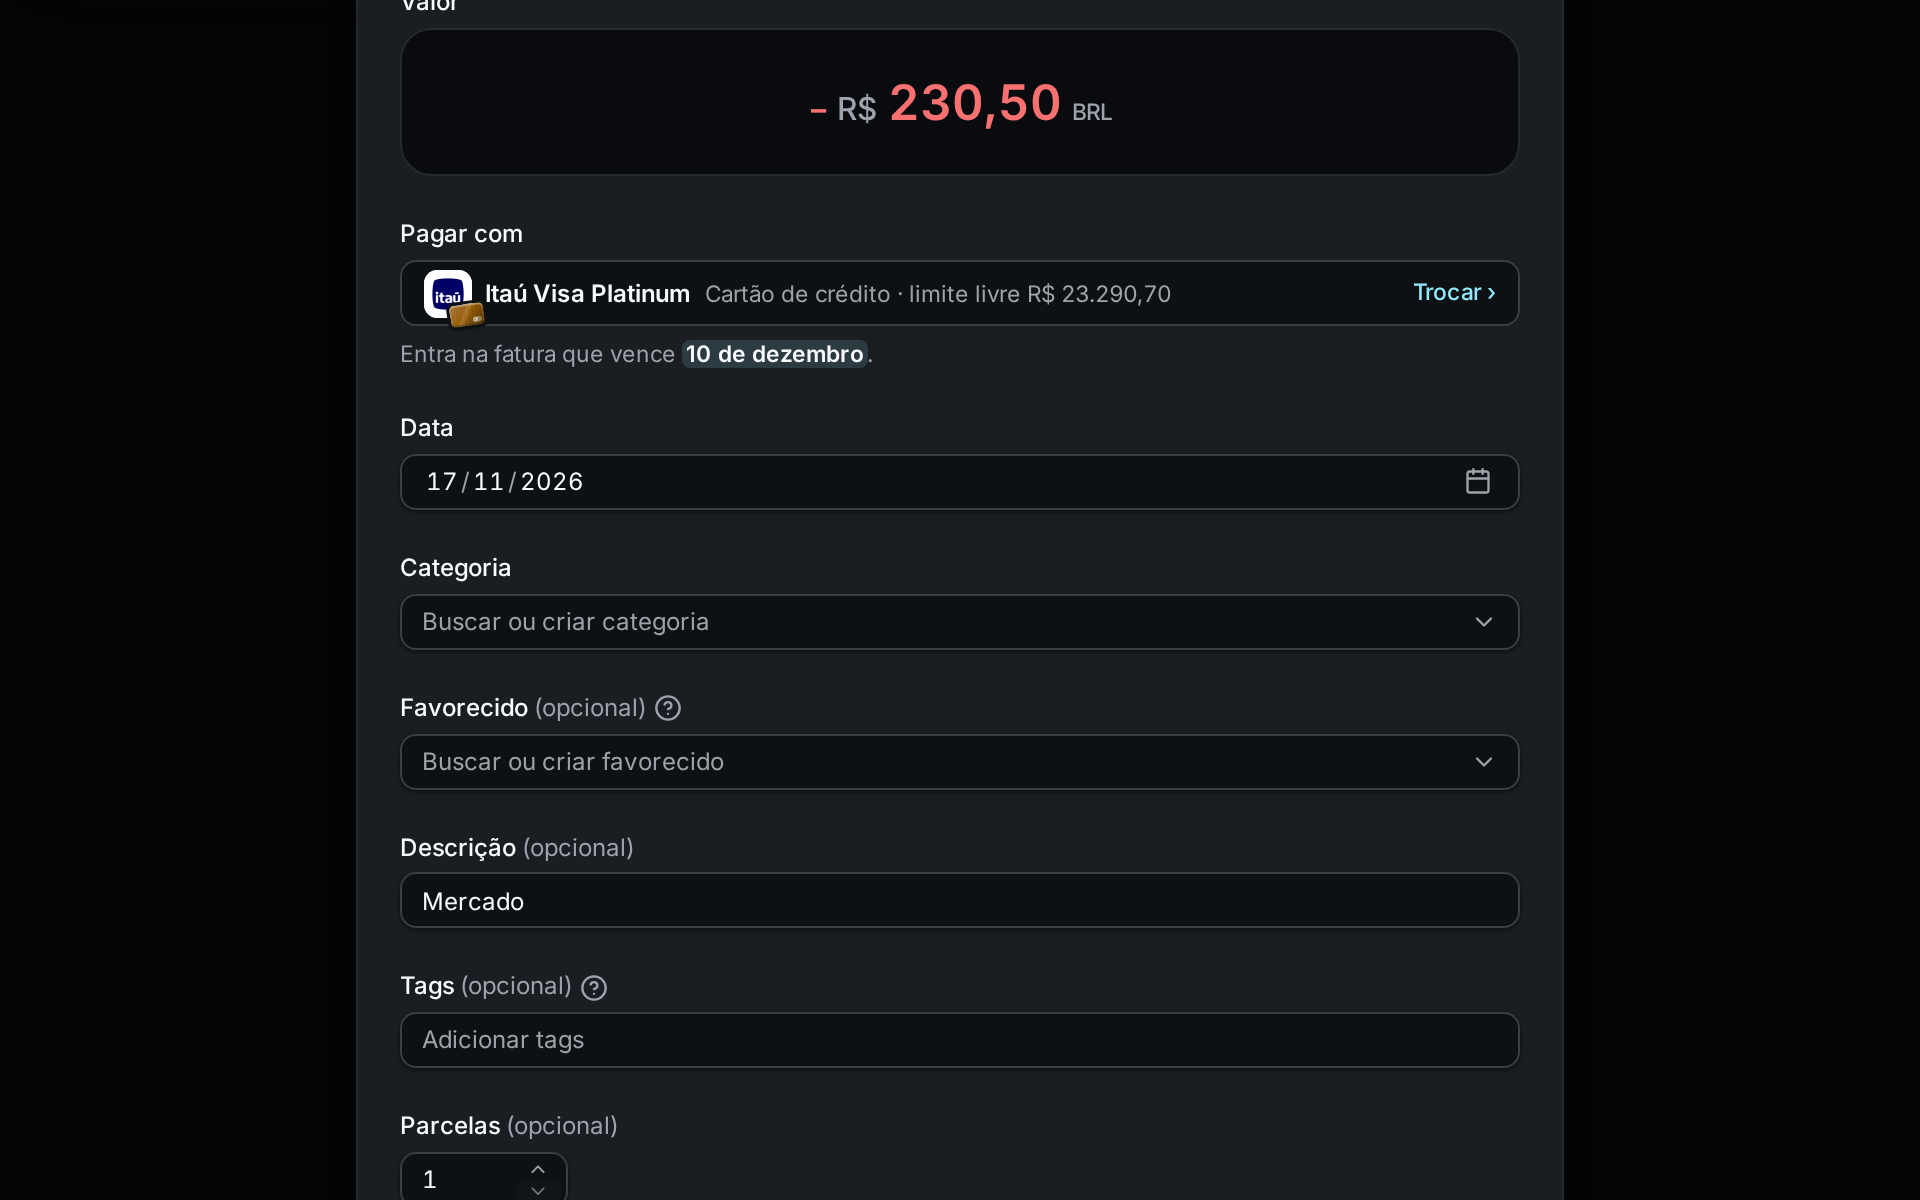 Valor
– R$ 230,50 BRL
Pagar com
itaú Itaú Visa Platinum Cartão de crédito · limite livre R$ 23.290,70 Trocar ›
Entra na fatura que vence 10 de dezembro.
Data
17/11/2026
Categoria
Buscar ou criar categoria
Favorecido (opcional) ?
Buscar ou criar favorecido
Descrição (opcional)
Mercado
Tags (opcional) ?
Adicionar tags
Parcelas (opcional)
1